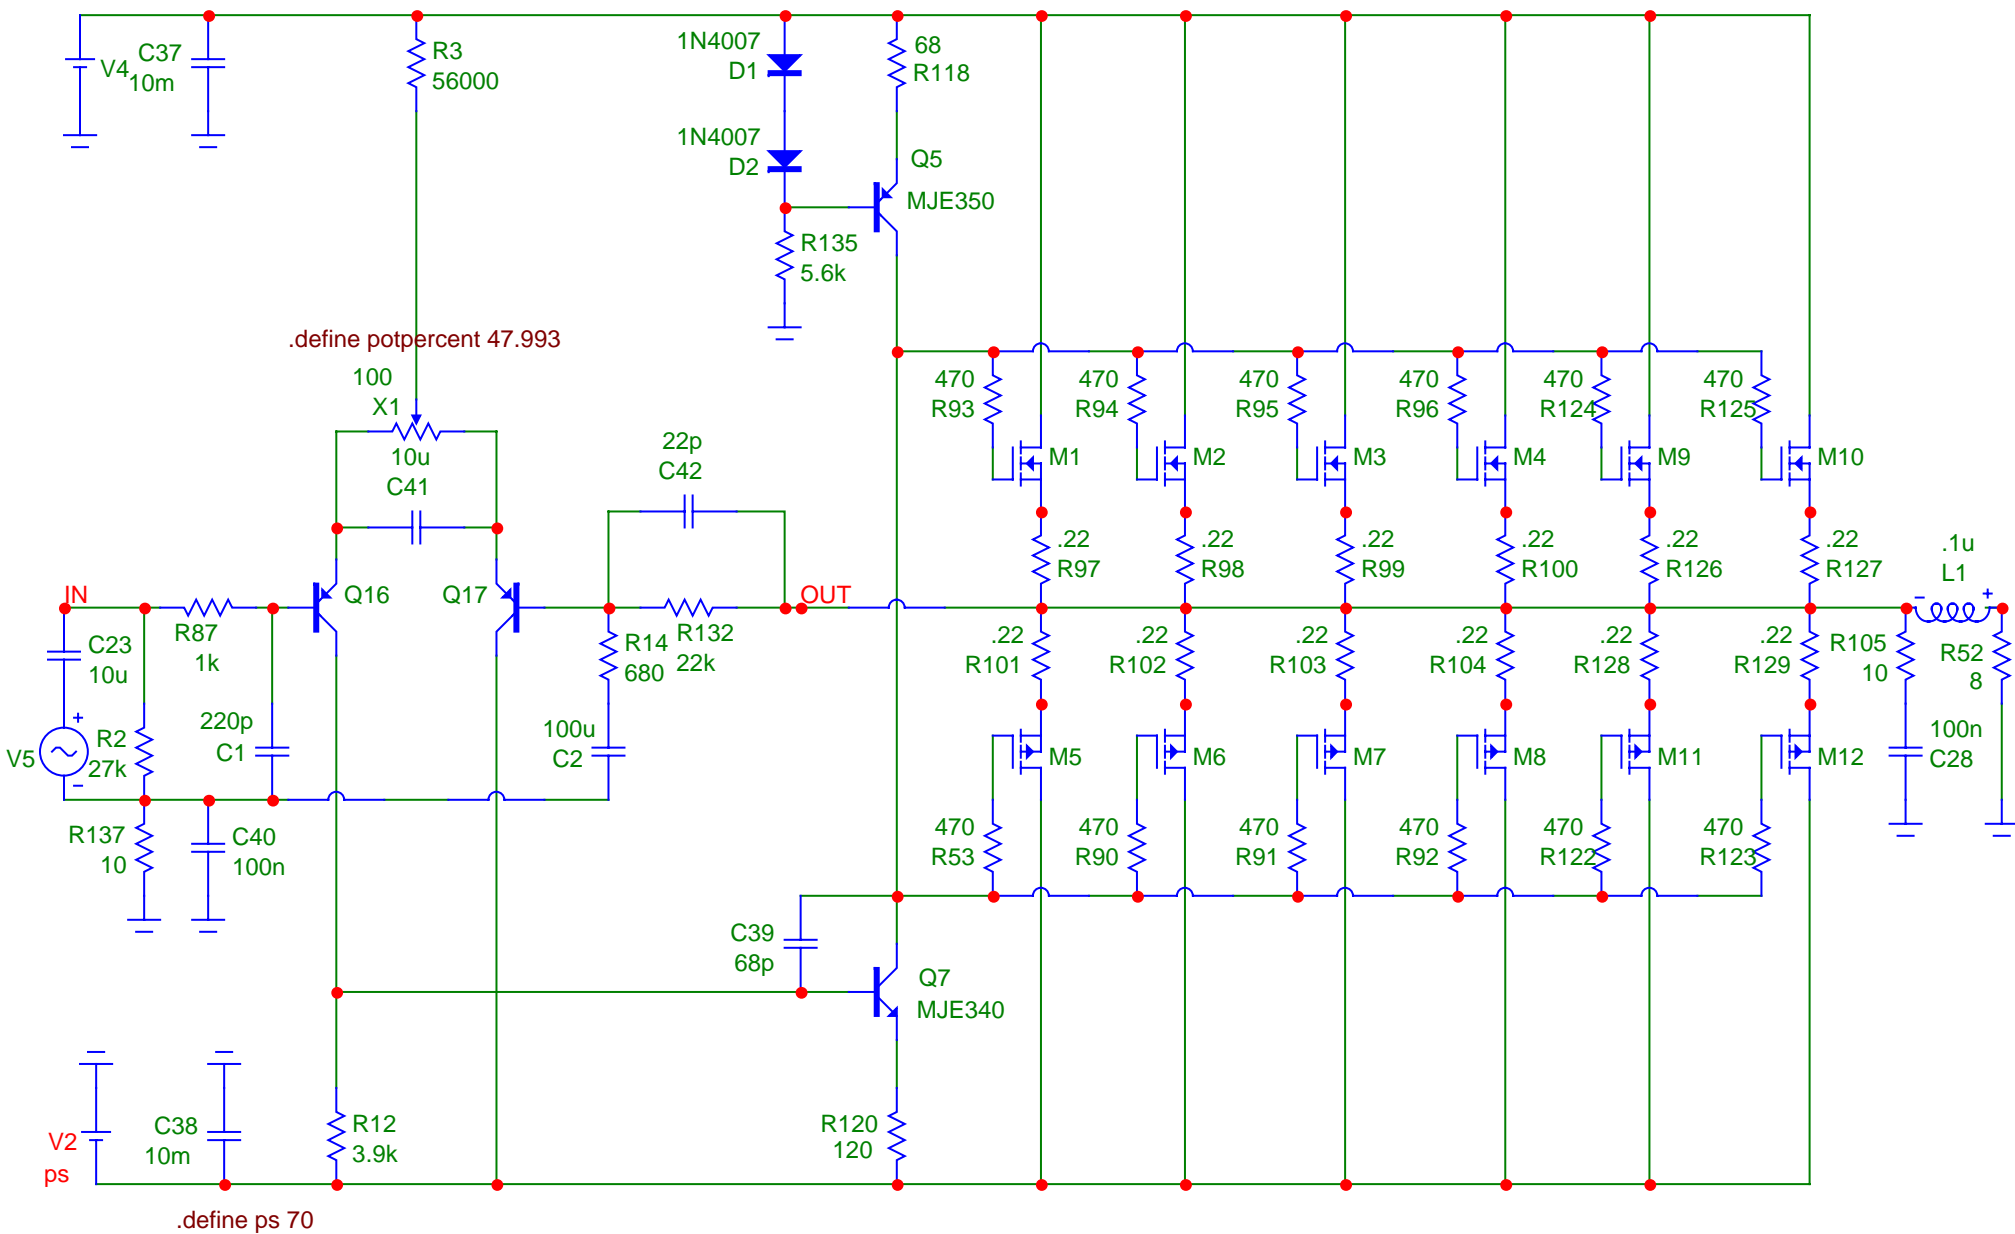 V4
C37
10m
R3
56000
1N4007
D1
68
R118
1N4007
D2
Q5
MJE350
R135
5.6k
.define potpercent 47.993
100
X1
10u
C41
22p
C42
470
R93
470
R94
470
R95
470
R96
470
R124
470
R125
M1
M2
M3
M4
M9
M10
.22
R97
.22
R98
.22
R99
.22
R100
.22
R126
.22
R127
.1u
L1
- +
IN
Q16
Q17
OUT
R87
1k
C23
10u
R14
680
R132
22k
.22
R101
.22
R102
.22
R103
.22
R104
.22
R128
.22
R129
R105
10
R52
8
+
V5
-
R2
27k
220p
C1
100u
C2
M5
M6
M7
M8
M11
M12
100n
C28
R137
10
C40
100n
470
R53
470
R90
470
R91
470
R92
470
R122
470
R123
C39
68p
Q7
MJE340
V2
ps
C38
10m
R12
3.9k
R120
120
.define ps 70